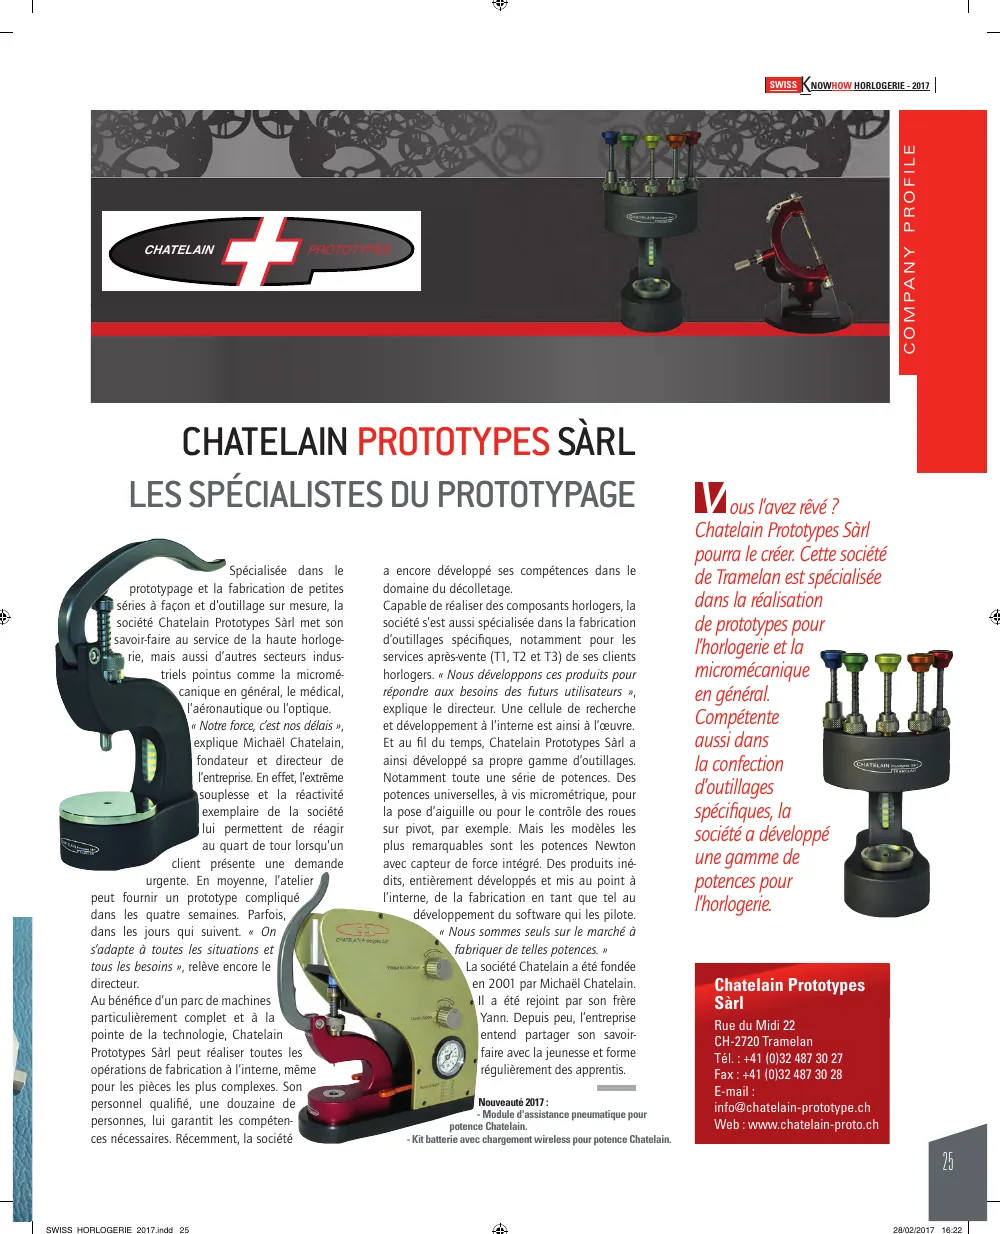 SWISS KNOWHOW HORLOGERIE - 2017
COMPANY PROFILE
CHATELAIN PROTOTYPES
CHATELAIN PROTOTYPES SÀRL
LES SPÉCIALISTES DU PROTOTYPAGE
Spécialisée dans le
prototypage et la fabrication de petites
séries à façon et d'outillage sur mesure, la
société Chatelain Prototypes Sàrl met son
savoir-faire au service de la haute horloge-
rie, mais aussi d'autres secteurs indus-
triels pointus comme la micromé-
canique en général, le médical,
l'aéronautique ou l'optique.
« Notre force, c'est nos délais »,
explique Michaël Chatelain,
fondateur et directeur de
l'entreprise. En effet, l'extrême
souplesse et la réactivité
exemplaire de la société
lui permettent de réagir
au quart de tour lorsqu'un
client présente une demande
urgente. En moyenne, l'atelier
peut fournir un prototype compliqué
dans les quatre semaines. Parfois,
dans les jours qui suivent. « On
s'adapte à toutes les situations et
tous les besoins », relève encore le
directeur.
Au bénéfice d'un parc de machines
particulièrement complet et à la
pointe de la technologie, Chatelain
Prototypes Sàrl peut réaliser toutes les
opérations de fabrication à l'interne, même
pour les pièces les plus complexes. Son
personnel qualifié, une douzaine de
personnes, lui garantit les compéten-
ces nécessaires. Récemment, la société
a encore développé ses compétences dans le
domaine du décolletage.
Capable de réaliser des composants horlogers, la
société s'est aussi spécialisée dans la fabrication
d'outillages spécifiques, notamment pour les
services après-vente (T1, T2 et T3) de ses clients
horlogers. « Nous développons ces produits pour
répondre aux besoins des futurs utilisateurs »,
explique le directeur. Une cellule de recherche
et développement à l'interne est ainsi à l'œuvre.
Et au fil du temps, Chatelain Prototypes Sàrl a
ainsi développé sa propre gamme d'outillages.
Notamment toute une série de potences. Des
potences universelles, à vis micrométrique, pour
la pose d'aiguille ou pour le contrôle des roues
sur pivot, par exemple. Mais les modèles les
plus remarquables sont les potences Newton
avec capteur de force intégré. Des produits iné-
dits, entièrement développés et mis au point à
l'interne, de la fabrication en tant que tel au
développement du software qui les pilote.
« Nous sommes seuls sur le marché à
fabriquer de telles potences. »
La société Chatelain a été fondée
en 2001 par Michaël Chatelain.
Il a été rejoint par son frère
Yann. Depuis peu, l'entreprise
entend partager son savoir-
faire avec la jeunesse et forme
régulièrement des apprentis.
Nouveauté 2017 :
- Module d'assistance pneumatique pour
potence Chatelain.
- Kit batterie avec chargement wireless pour potence Chatelain.
CHATELAIN Prototypes Sàrl
Vous l'avez rêvé ?
Chatelain Prototypes Sàrl
pourra le créer. Cette société
de Tramelan est spécialisée
dans la réalisation
de prototypes pour
l'horlogerie et la
micromécanique
en général.
Compétente
aussi dans
la confection
d'outillages
spécifiques, la
société a développé
une gamme de
potences pour
l'horlogerie.
CHATELAIN Prototypes Sàrl
TRAMELAN
Chatelain Prototypes
Sàrl
Rue du Midi 22
CH-2720 Tramelan
Tél. : +41 (0)32 487 30 27
Fax : +41 (0)32 487 30 28
E-mail :
info@chatelain-prototype.ch
Web : www.chatelain-proto.ch
25
SWISS_HORLOGERIE_2017.indd 25
28/02/2017 16:22